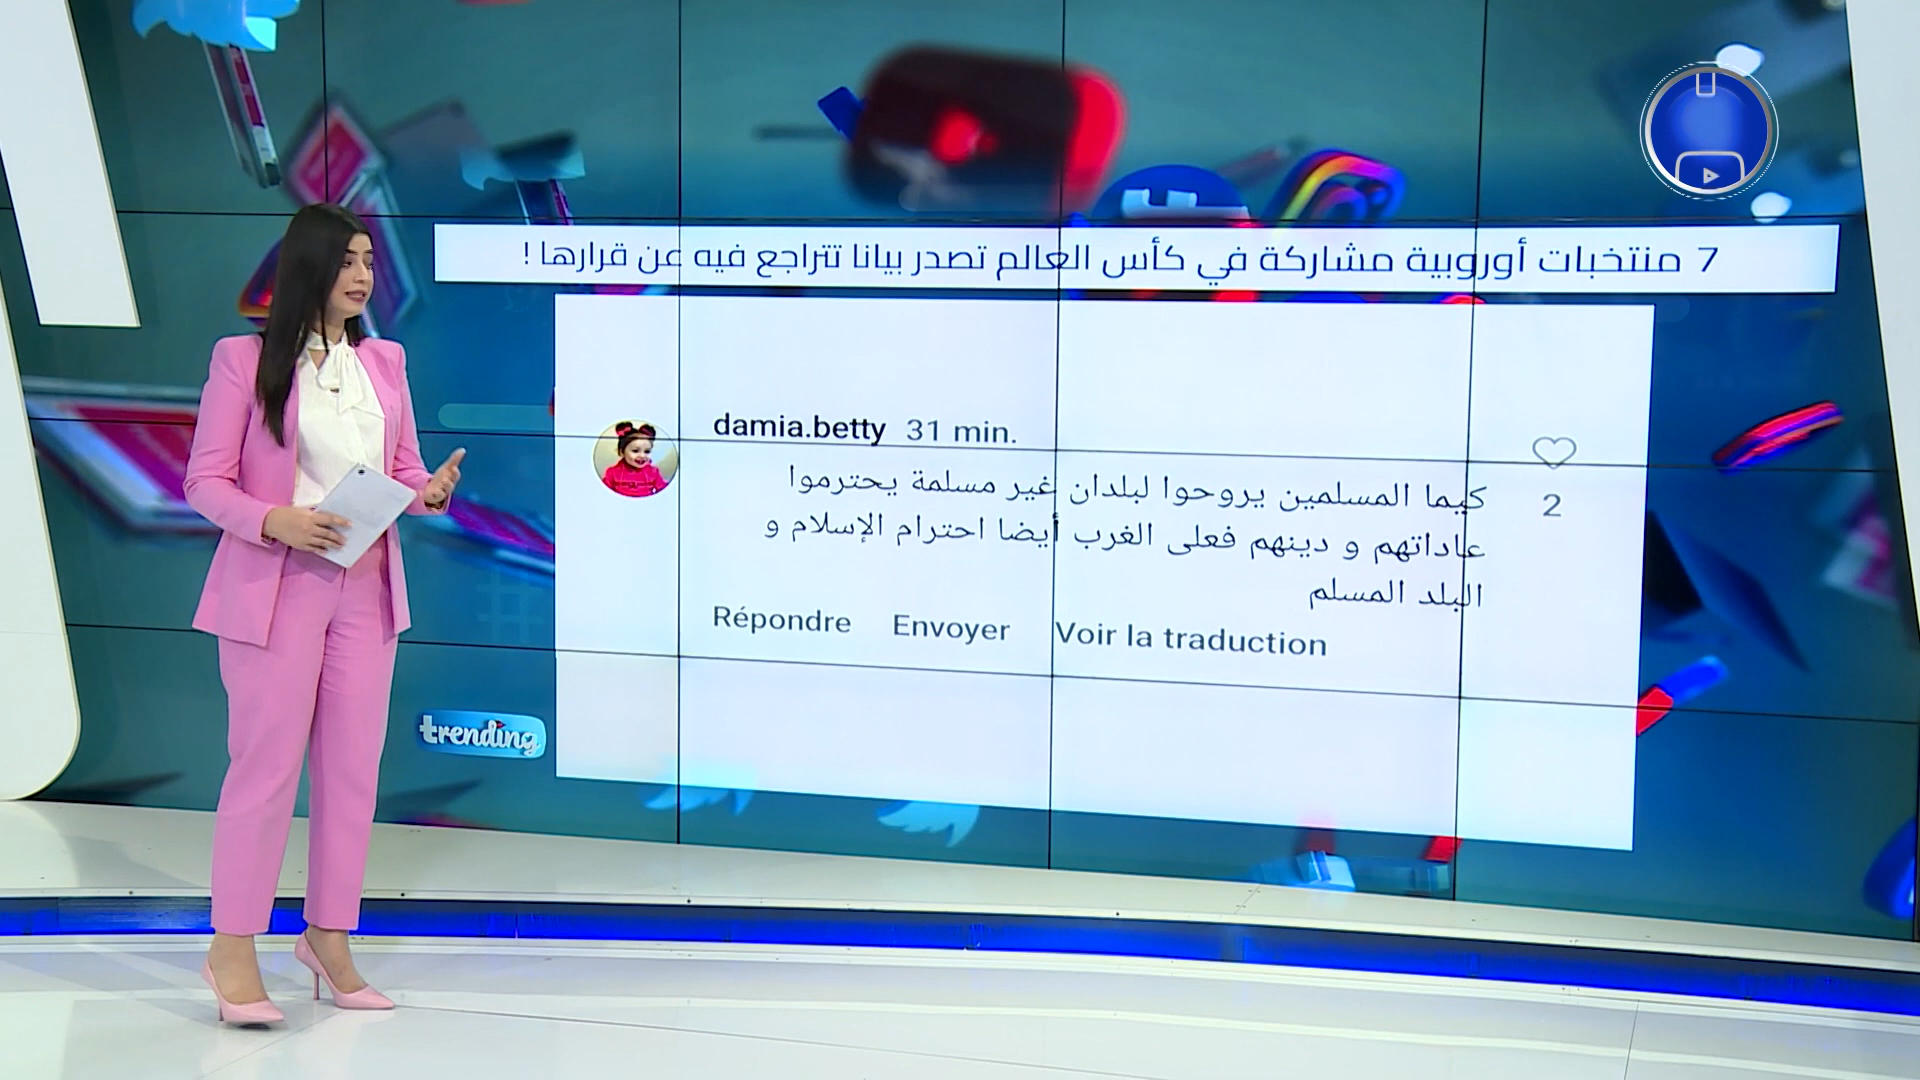 7 منتخبات أوروبية مشاركة في كأس العالم تصدر بيانا تتراجع فيه عن قرارها !
damia.betty 31 min.
كيما المسلمين يروحوا لبلدان غير مسلمة يحترموا
عاداتهم و دينهم فعلى الغرب أيضا احترام الإسلام و
البلد المسلم
2
Répondre Envoyer Voir la traduction
trending